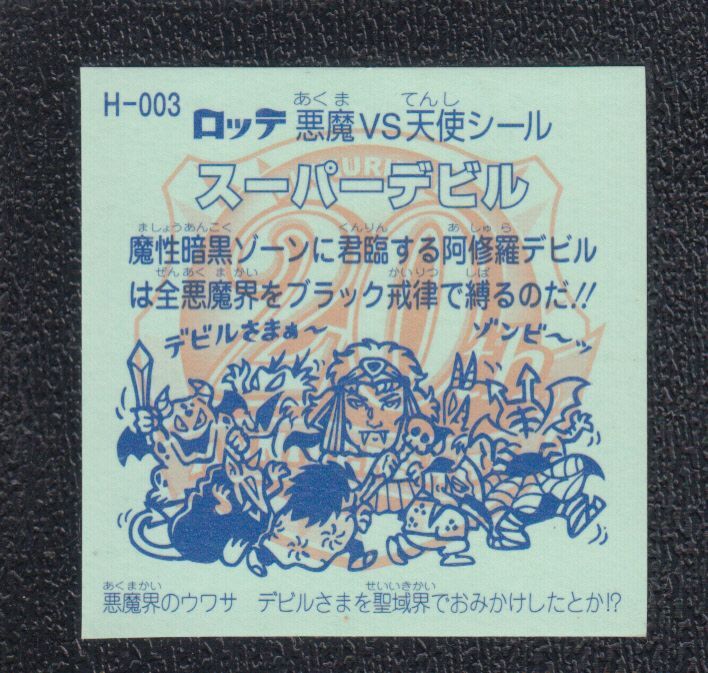 H-003
ロッテ 悪魔VS天使シール
あくま てんし
スーパーデビル
ましょうあんこく くんりん あしゅら
魔性暗黒ゾーンに君臨する阿修羅デビル
ぜんあくまかい かいりつ しば
は全悪魔界をブラック戒律で縛るのだ!!
デビルさまぁ〜
ゾンビ〜ッ
20th
あくまかい せいいきかい
悪魔界のウワサ デビルさまを聖域界でおみかけしたとか!?